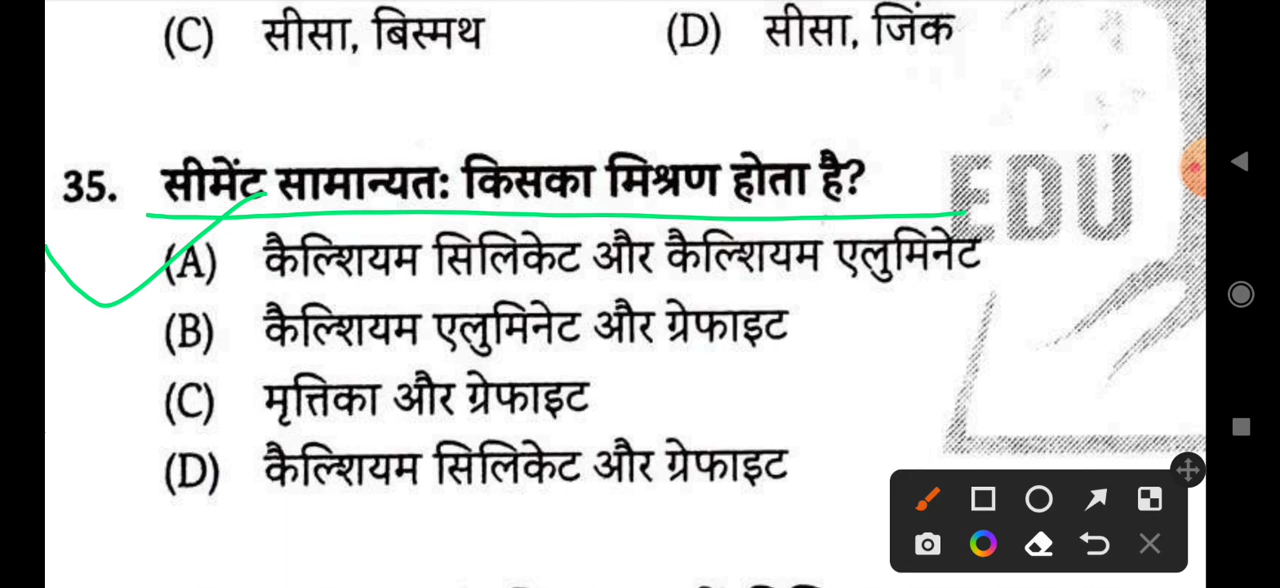 (C) सीसा, बिस्मथ (D) सीसा, जिंक
35. सीमेंट सामान्यत: किसका मिश्रण होता है?
EDU
(A) कैल्शियम सिलिकेट और कैल्शियम एलुमिनेट
(B) कैल्शियम एलुमिनेट और ग्रेफाइट
(C) मृत्तिका और ग्रेफाइट
(D) कैल्शियम सिलिकेट और ग्रेफाइट